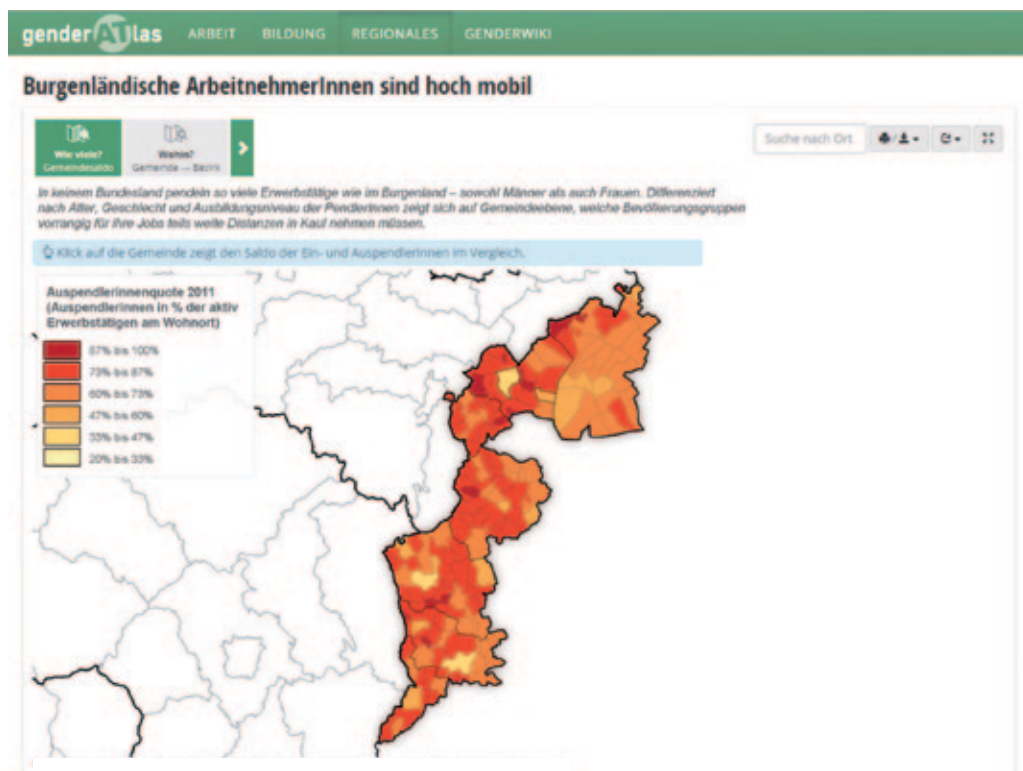 genderATlas ARBEIT BILDUNG REGIONALES GENDERWIKI
Burgenländische ArbeitnehmerInnen sind hoch mobil
Wie viele?
Gemeindesaldo
Wohin?
Gemeinde — Bezirk
Suche nach Ort
In keinem Bundesland pendeln so viele Erwerbstätige wie im Burgenland – sowohl Männer als auch Frauen. Differenziert
nach Alter, Geschlecht und Ausbildungsniveau der PendlerInnen zeigt sich auf Gemeindeebene, welche Bevölkerungsgruppen
vorrangig für ihre Jobs teils weite Distanzen in Kauf nehmen müssen.
Klick auf die Gemeinde zeigt den Saldo der Ein- und AuspendlerInnen im Vergleich.
Auspendlerinnenquote 2011
(Auspendlerinnen in % der aktiv
Erwerbstätigen am Wohnort)
87% bis 100%
73% bis 87%
60% bis 73%
47% bis 60%
33% bis 47%
20% bis 33%